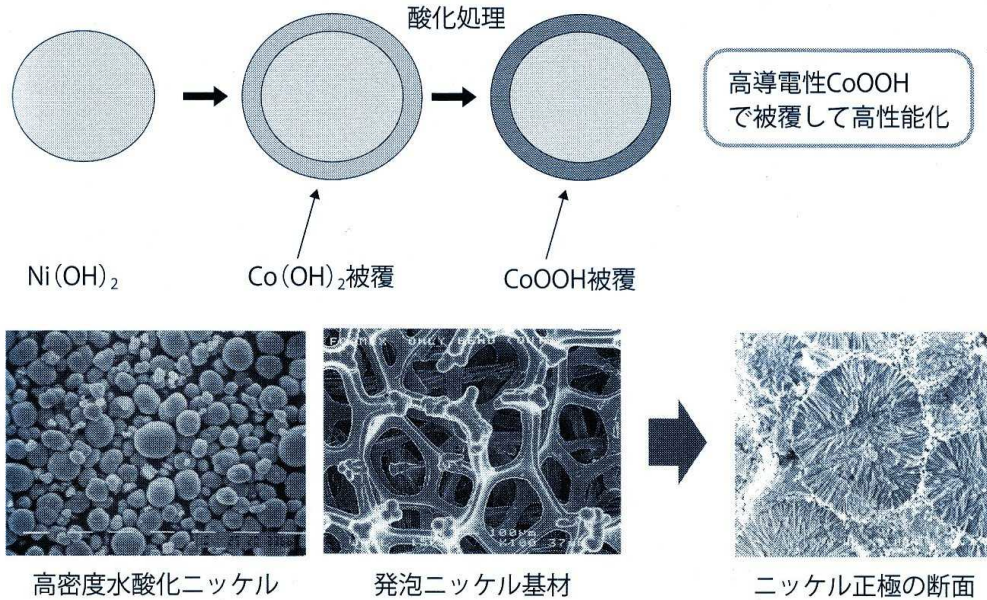 酸化処理
高導電性CoOOH
で被覆して高性能化
Ni(OH)₂
Co(OH)₂被覆
CoOOH被覆
100μm
高密度水酸化ニッケル
発泡ニッケル基材
ニッケル正極の断面